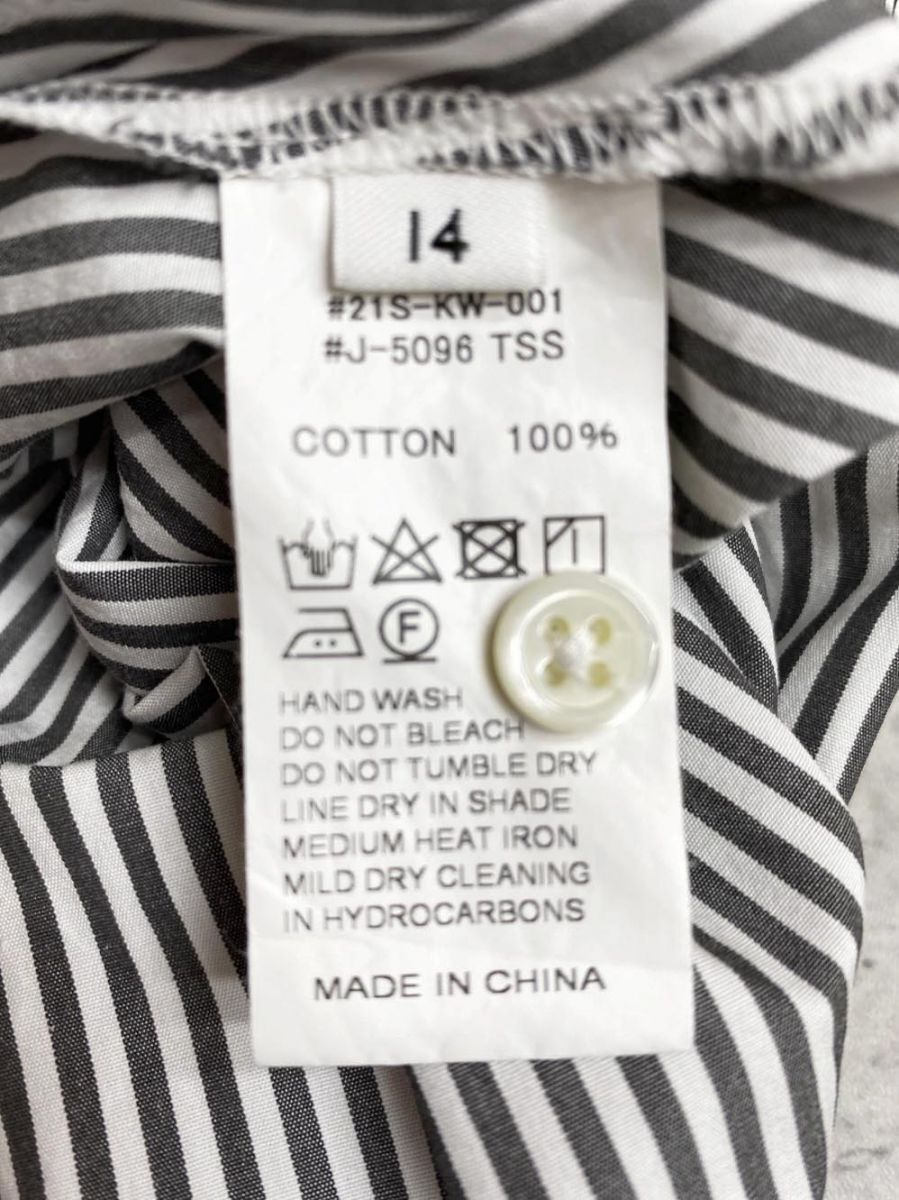 14
#21S-KW-001
#J-5096 TSS
COTTON 100%
F
HAND WASH
DO NOT BLEACH
DO NOT TUMBLE DRY
LINE DRY IN SHADE
MEDIUM HEAT IRON
MILD DRY CLEANING
IN HYDROCARBONS
MADE IN CHINA